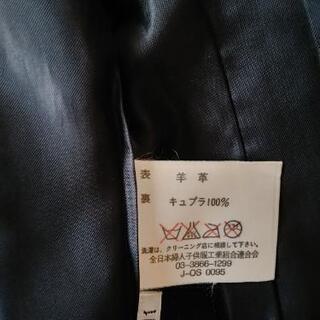 表 羊革
裏 キュプラ100%
洗濯は、クリーニング店に相談して下さい。
全日本婦人子供服工業組合連合会
03-3866-1299
J-OS 0095